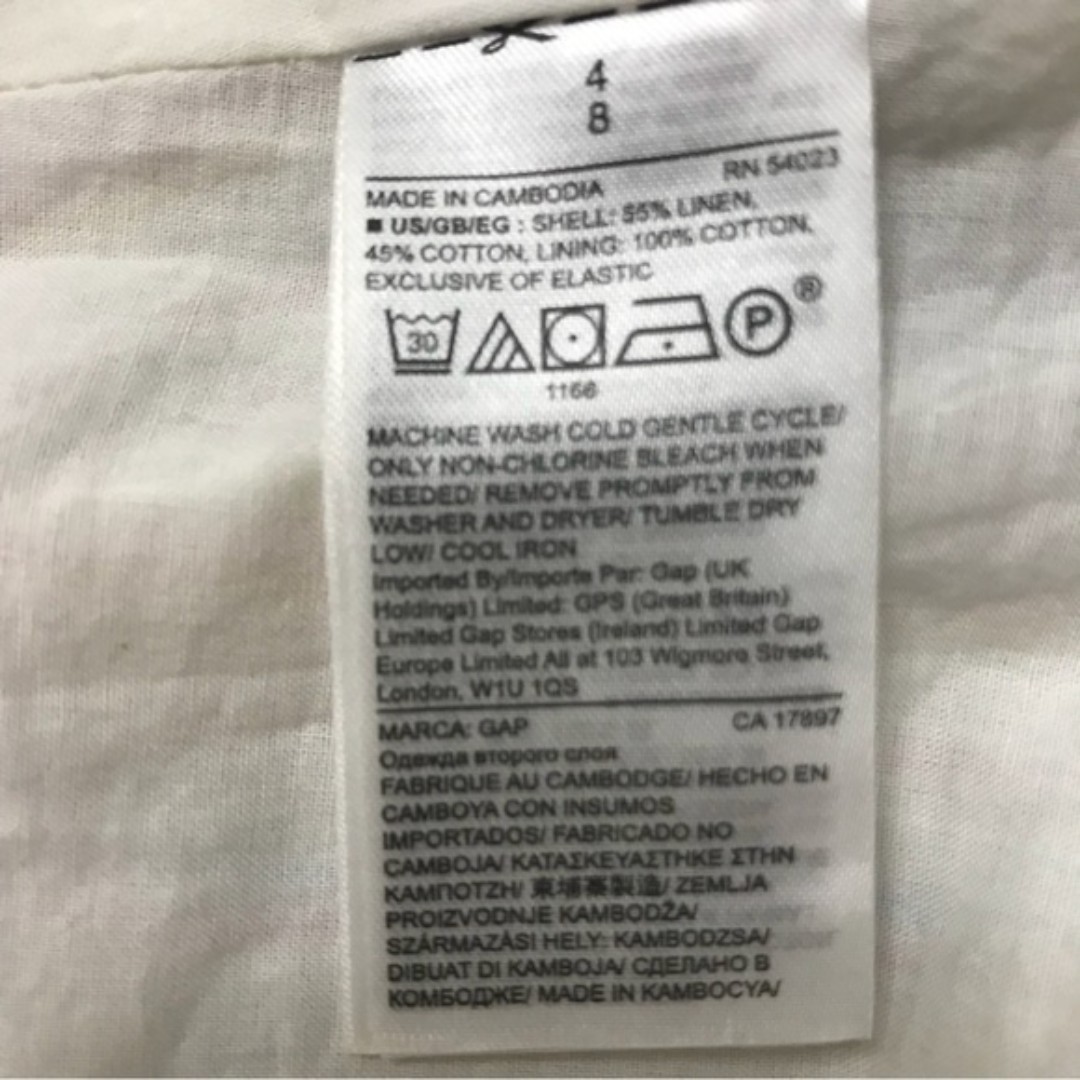 4
8
RN 54023
MADE IN CAMBODIA
■ US/GB/EG : SHELL: 55% LINEN,
45% COTTON, LINING: 100% COTTON,
EXCLUSIVE OF ELASTIC
30 P ®
1166
MACHINE WASH COLD GENTLE CYCLE/
ONLY NON-CHLORINE BLEACH WHEN
NEEDED/ REMOVE PROMPTLY FROM
WASHER AND DRYER/ TUMBLE DRY
LOW/ COOL IRON
Imported By/Importe Par: Gap (UK
Holdings) Limited: GPS (Great Britain)
Limited Gap Stores (Ireland) Limited Gap
Europe Limited All at 103 Wigmore Street,
London, W1U 1QS
MARCA: GAP CA 17897
Одежда второго слоя
FABRIQUE AU CAMBODGE/ HECHO EN
CAMBOYA CON INSUMOS
IMPORTADOS/ FABRICADO NO
CAMBOJA/ ΚΑΤΑΣΚΕΥΑΣΤΗΚΕ ΣΤΗΝ
ΚΑΜΠΟΤΖΗ/ 柬埔寨製造/ ZEMLJA
PROIZVODNJE KAMBODŽA/
SZÁRMAZÁSI HELY: KAMBODZSA/
DIBUAT DI KAMBOJA/ СДЕЛАНО В
КОМБОДЖЕ/ MADE IN KAMBOCYA/